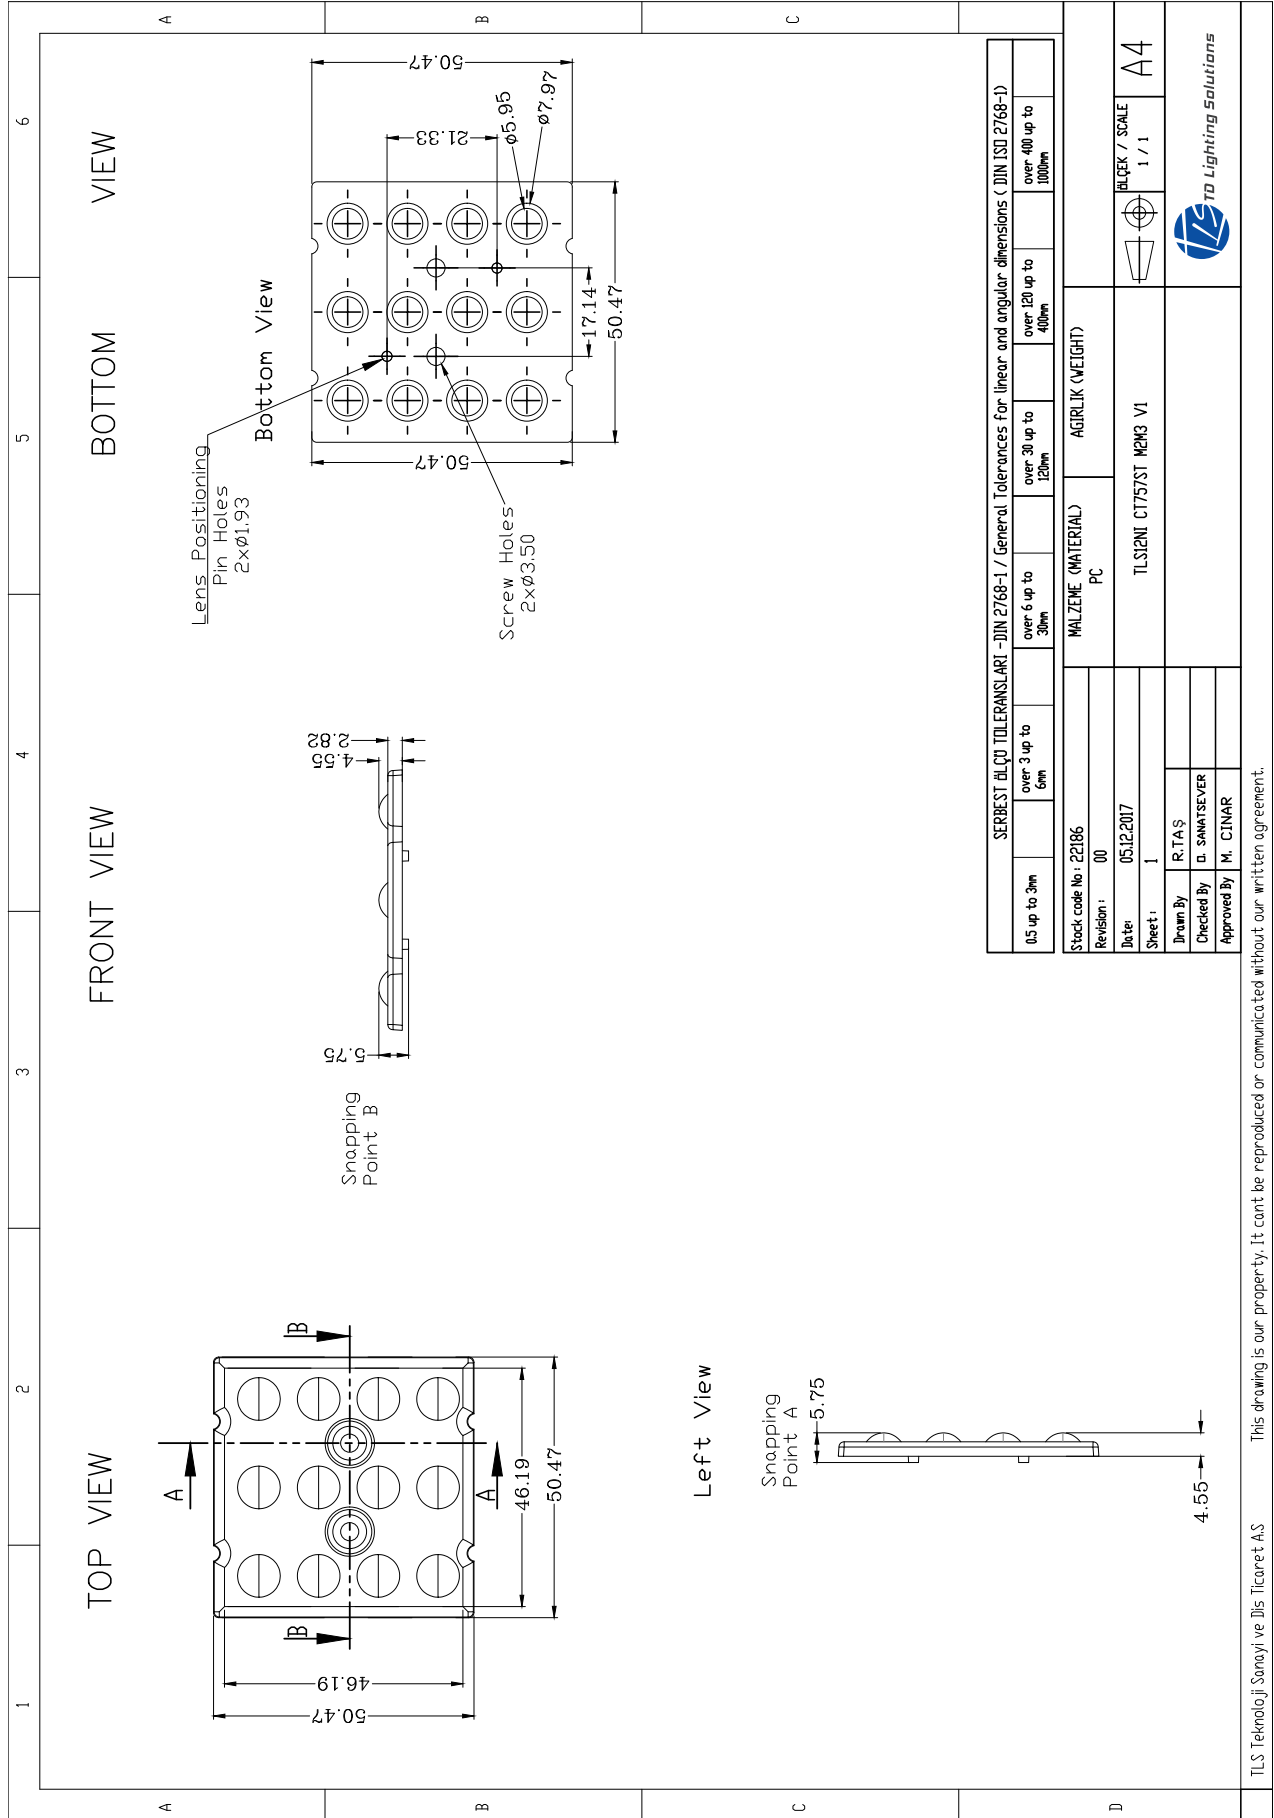 1
2
3
4
5
6
A
B
C
D
A
B
C
TOP VIEW
FRONT VIEW
BOTTOM VIEW
Bottom View
Lens Positioning
Pin Holes
2xø1.93
Screw Holes
2xø3.50
50.47
50.47
21.33
ø5.95
ø7.97
17.14
50.47
2.82
4.55
5.75
Snapping
Point B
A
A
B
B
46.19
50.47
46.19
50.47
Left View
Snapping
Point A
5.75
4.55
SERBEST ÖLÇÜ TOLERANSLARI -DIN 2768-1 / General Tolerances for linear and angular dimensions ( DIN ISO 2768-1)
0.5 up to 3mm
over 3 up to
6mm
over 6 up to
30mm
over 30 up to
120mm
over 120 up to
400mm
over 400 up to
1000mm
Stock code No: 22186
Revision: 00
Date: 05.12.2017
Sheet: 1
Drawn By R.TAŞ
Checked By O. SANATSEVER
Approved By M. CINAR
MALZEME (MATERIAL)
PC
AGIRLIK (WEIGHT)
TLS12NI CT757ST M2M3 V1
ÖLÇEK / SCALE
1 / 1
A4
TLS TD Lighting Solutions
TLS Teknoloji Sanayi ve Dis Ticaret A.S
This drawing is our property. It cant be reproduced or communicated without our written agreement.